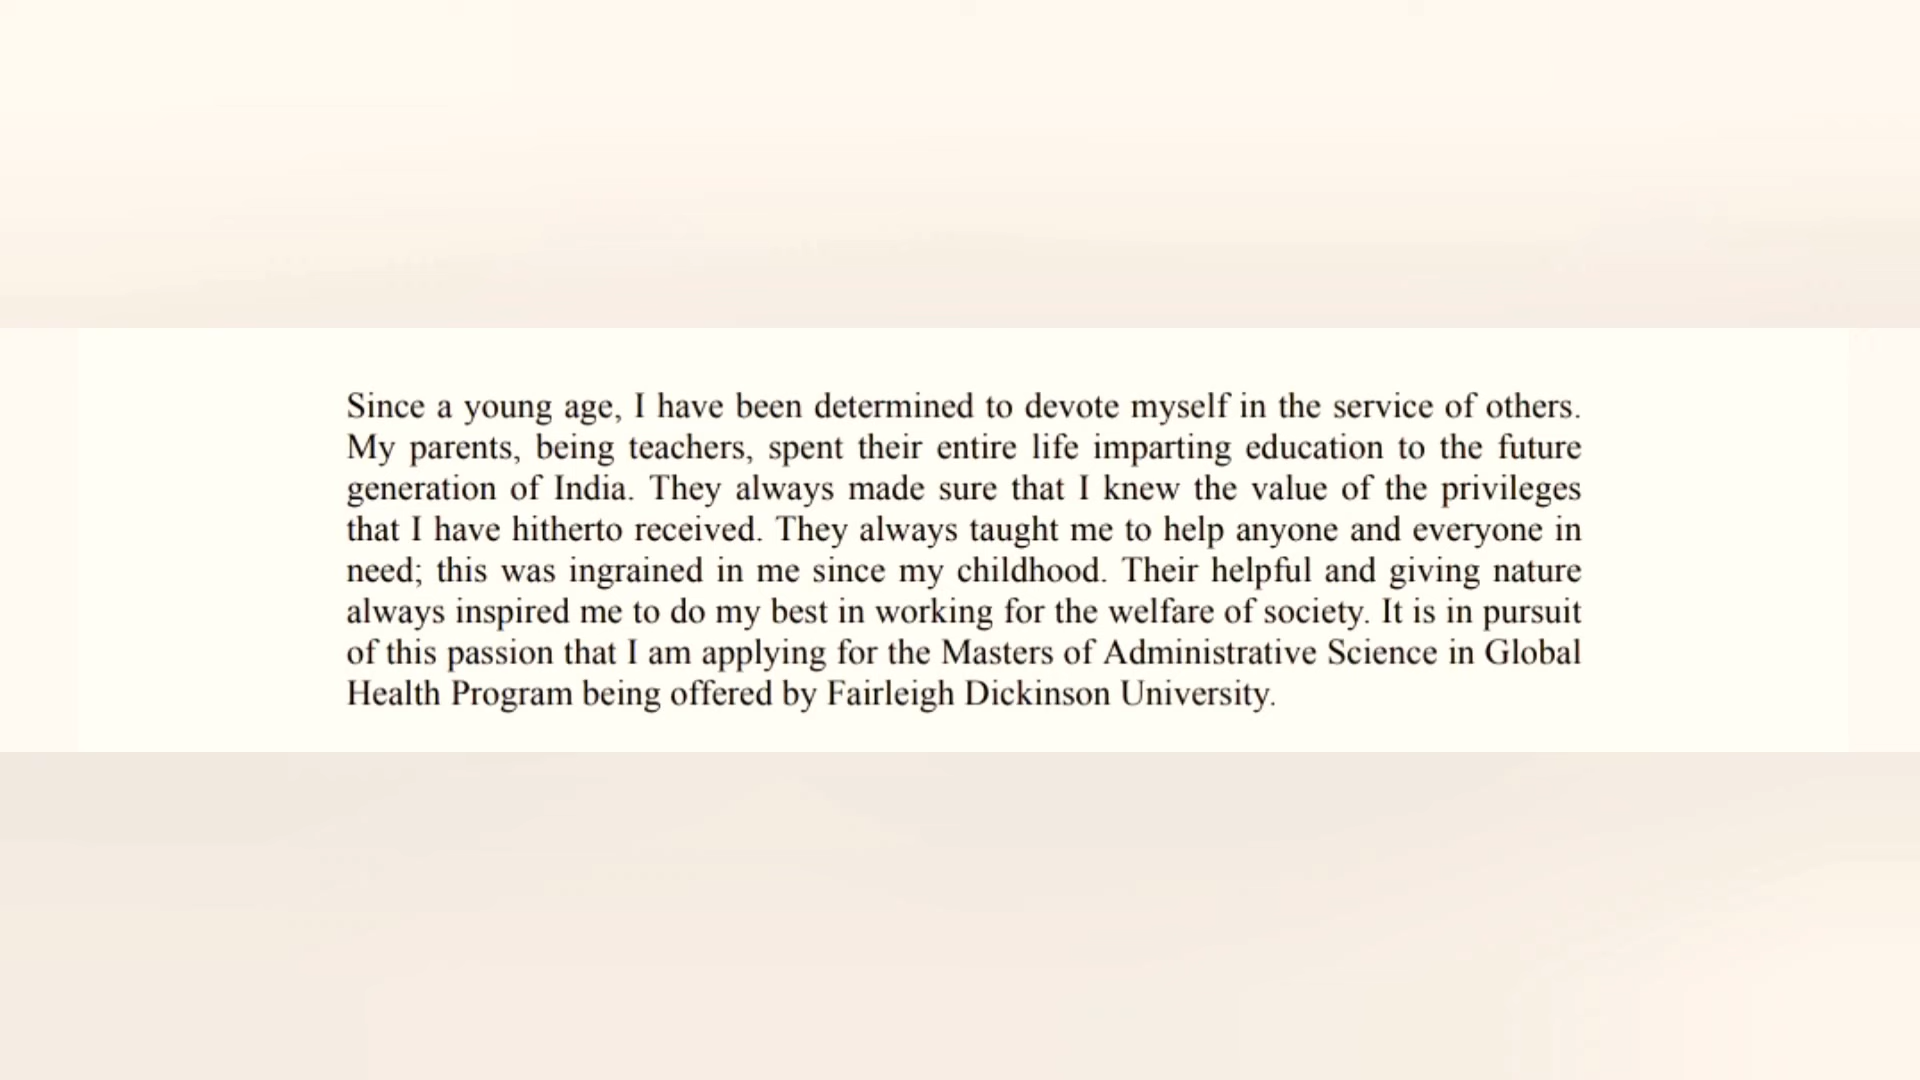 Since a young age, I have been determined to devote myself in the service of others.
My parents, being teachers, spent their entire life imparting education to the future
generation of India. They always made sure that I knew the value of the privileges
that I have hitherto received. They always taught me to help anyone and everyone in
need; this was ingrained in me since my childhood. Their helpful and giving nature
always inspired me to do my best in working for the welfare of society. It is in pursuit
of this passion that I am applying for the Masters of Administrative Science in Global
Health Program being offered by Fairleigh Dickinson University.